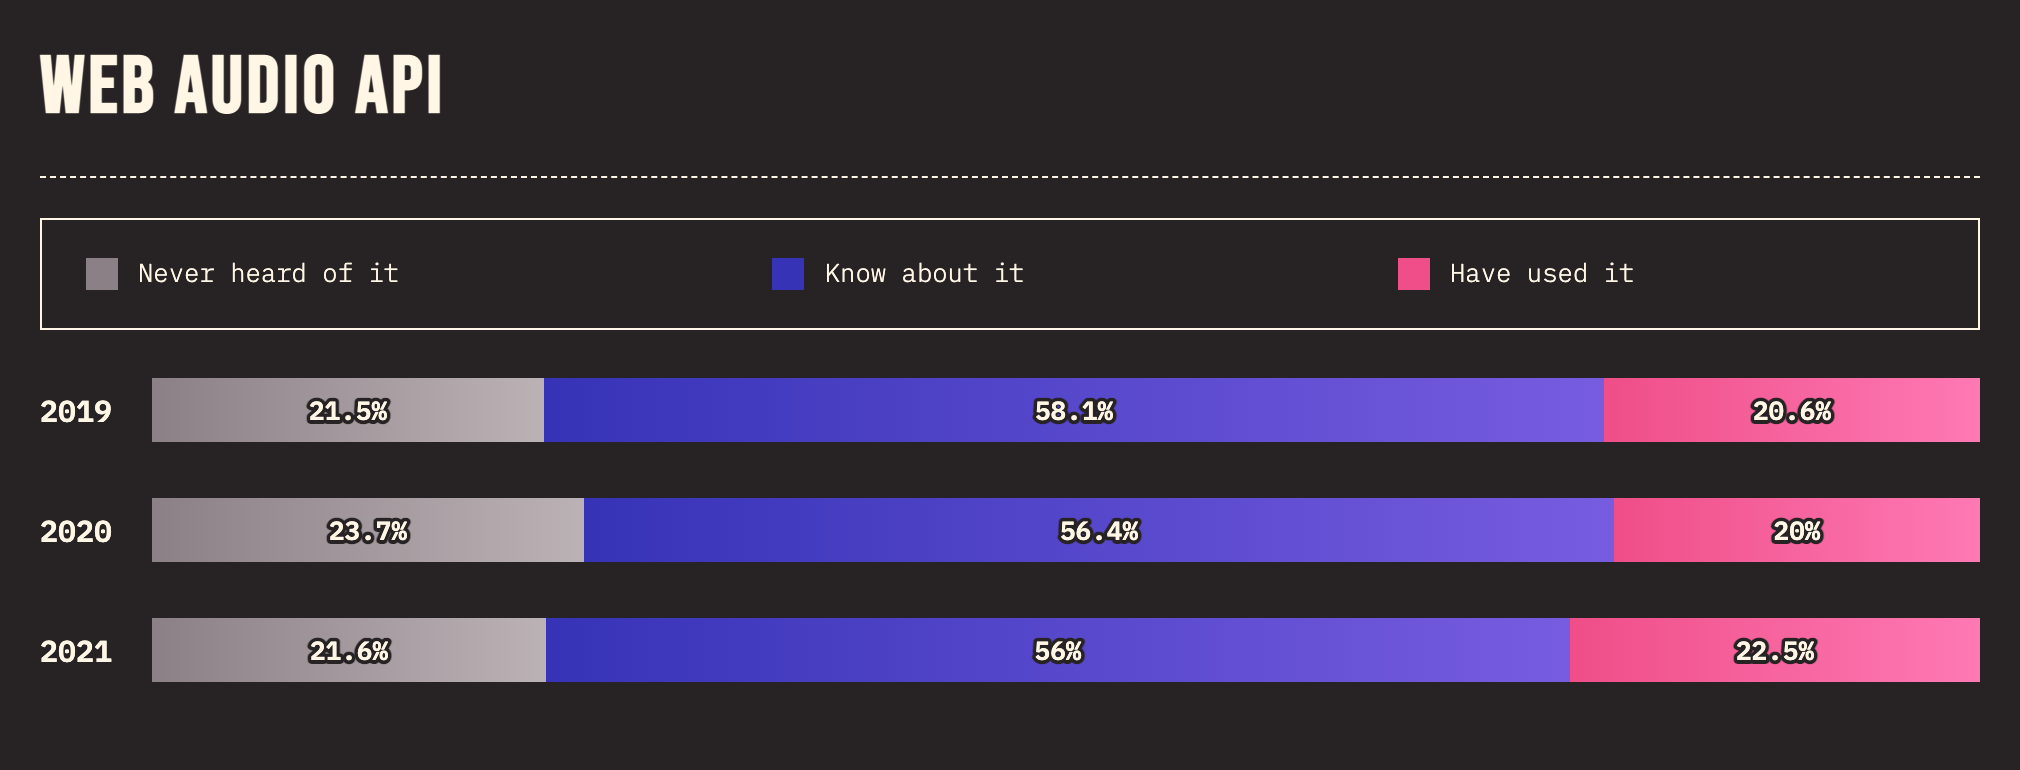 WEB AUDIO API
Never heard of it Know about it Have used it
2019 21.5% 58.1% 20.6%
2020 23.7% 56.4% 20%
2021 21.6% 56% 22.5%